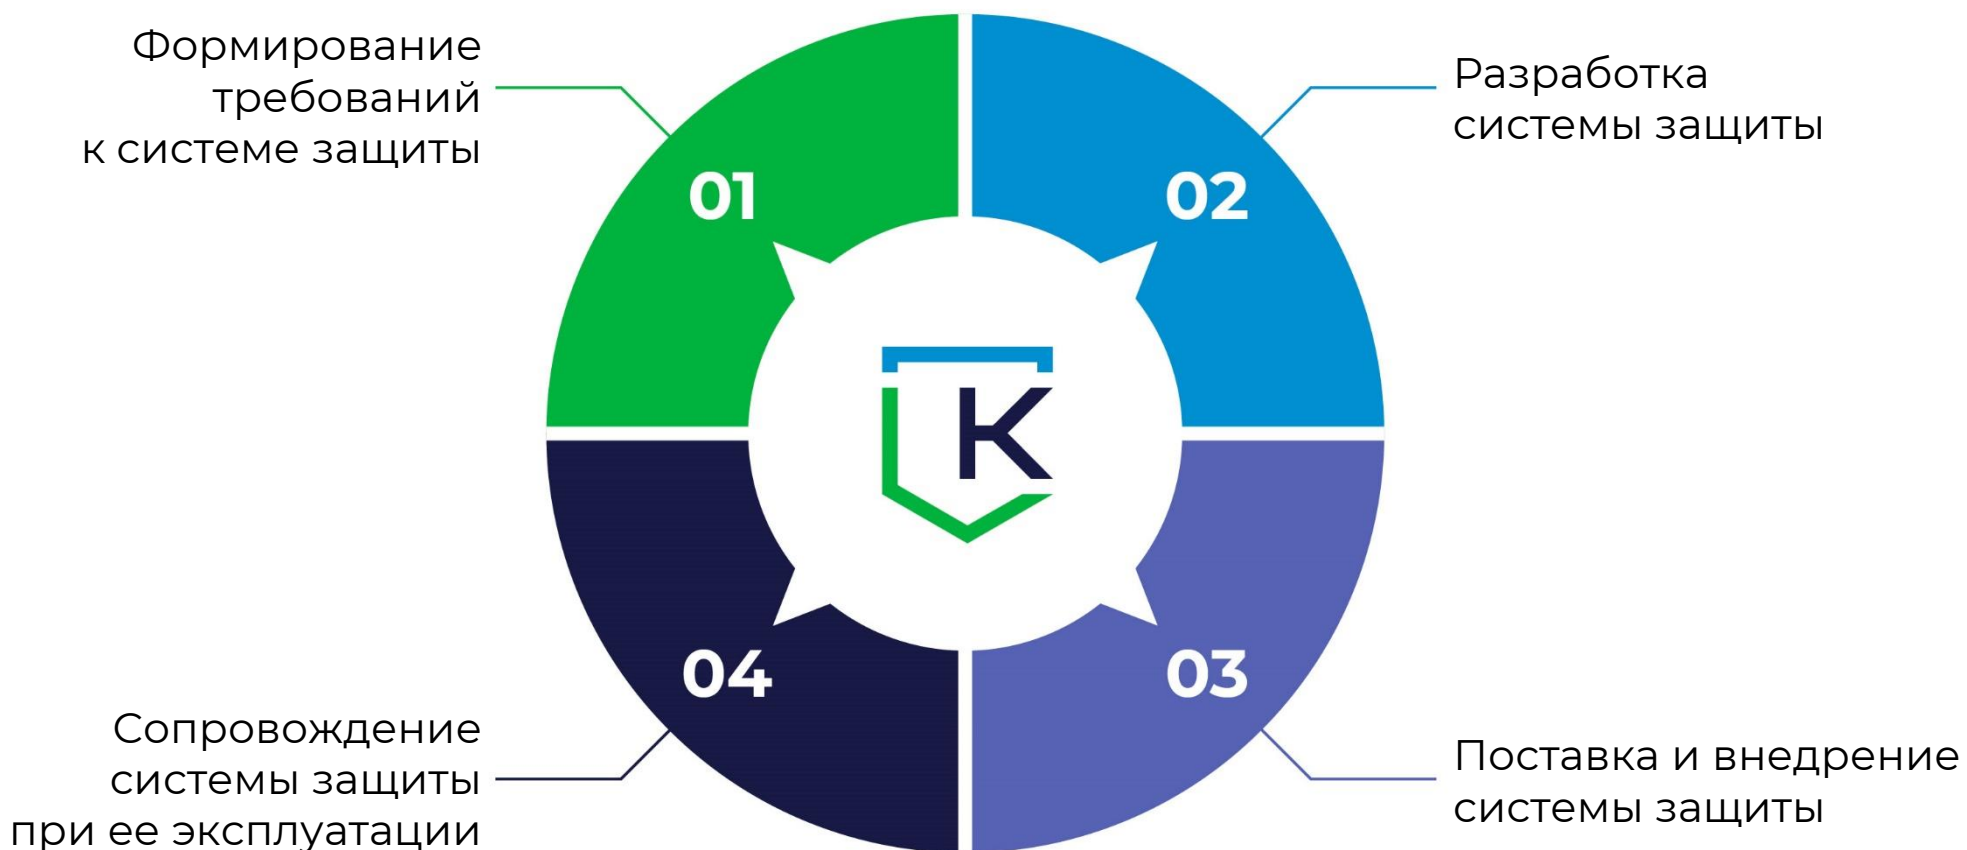 Формирование
требований
к системе защиты
01
Разработка
системы защиты
02
K
Поставка и внедрение
системы защиты
03
Сопровождение
системы защиты
при ее эксплуатации
04